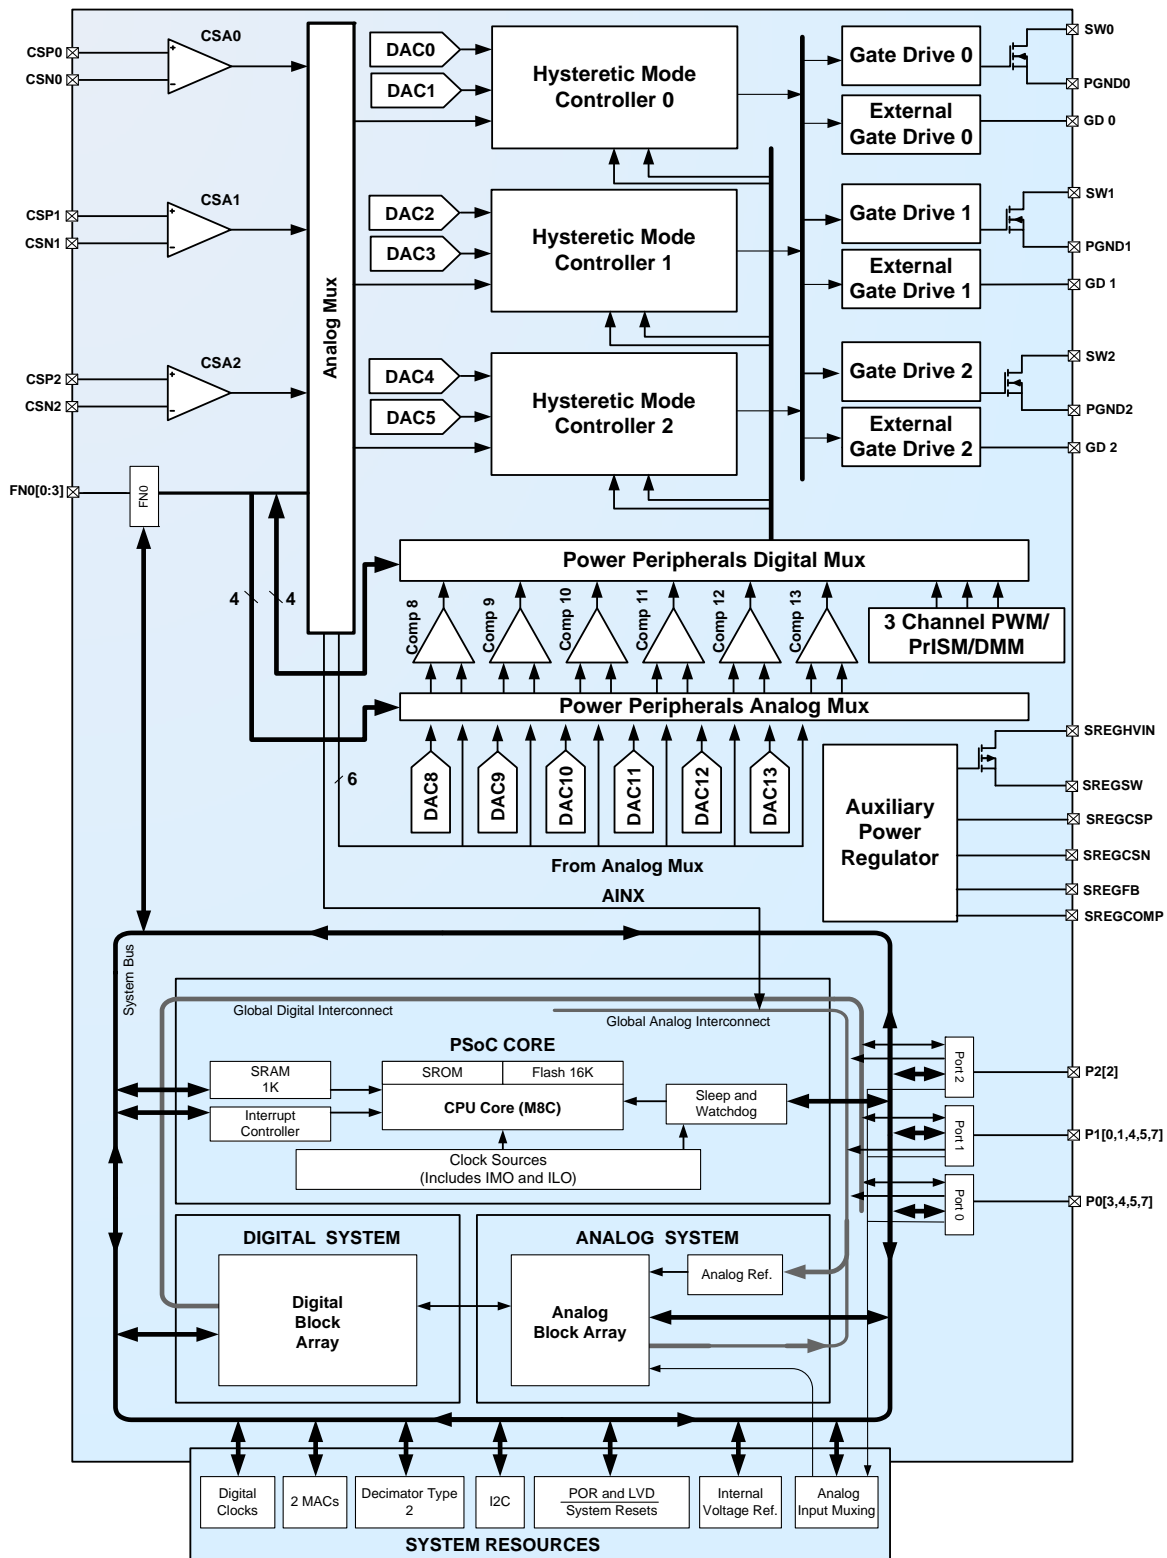 CSP0
CSN0
CSA0
+
-
CSP1
CSN1
CSA1
+
-
CSP2
CSN2
CSA2
+
-
FN0[0:3]
FN0
Analog Mux
DAC0
DAC1
Hysteretic Mode
Controller 0
DAC2
DAC3
Hysteretic Mode
Controller 1
DAC4
DAC5
Hysteretic Mode
Controller 2
Gate Drive 0
External
Gate Drive 0
Gate Drive 1
External
Gate Drive 1
Gate Drive 2
External
Gate Drive 2
SW0
PGND0
GD 0
SW1
PGND1
GD 1
SW2
PGND2
GD 2
4
4
Power Peripherals Digital Mux
Comp 8
Comp 9
Comp 10
Comp 11
Comp 12
Comp 13
3 Channel PWM/
PrISM/DMM
Power Peripherals Analog Mux
6
DAC8
DAC9
DAC10
DAC11
DAC12
DAC13
From Analog Mux
AINX
Auxiliary
Power
Regulator
SREGHVIN
SREGSW
SREGCSP
SREGCSN
SREGFB
SREGCOMP
System Bus
Global Digital Interconnect
Global Analog Interconnect
PSoC CORE
SRAM
1K
Interrupt
Controller
SROM
Flash 16K
CPU Core (M8C)
Sleep and
Watchdog
Clock Sources
(Includes IMO and ILO)
Port 2
Port 1
Port 0
P2[2]
P1[0,1,4,5,7]
P0[3,4,5,7]
DIGITAL SYSTEM
Digital
Block
Array
ANALOG SYSTEM
Analog
Block Array
Analog Ref.
Digital
Clocks
2 MACs
Decimator Type
2
I2C
POR and LVD
System Resets
Internal
Voltage Ref.
Analog
Input Muxing
SYSTEM RESOURCES